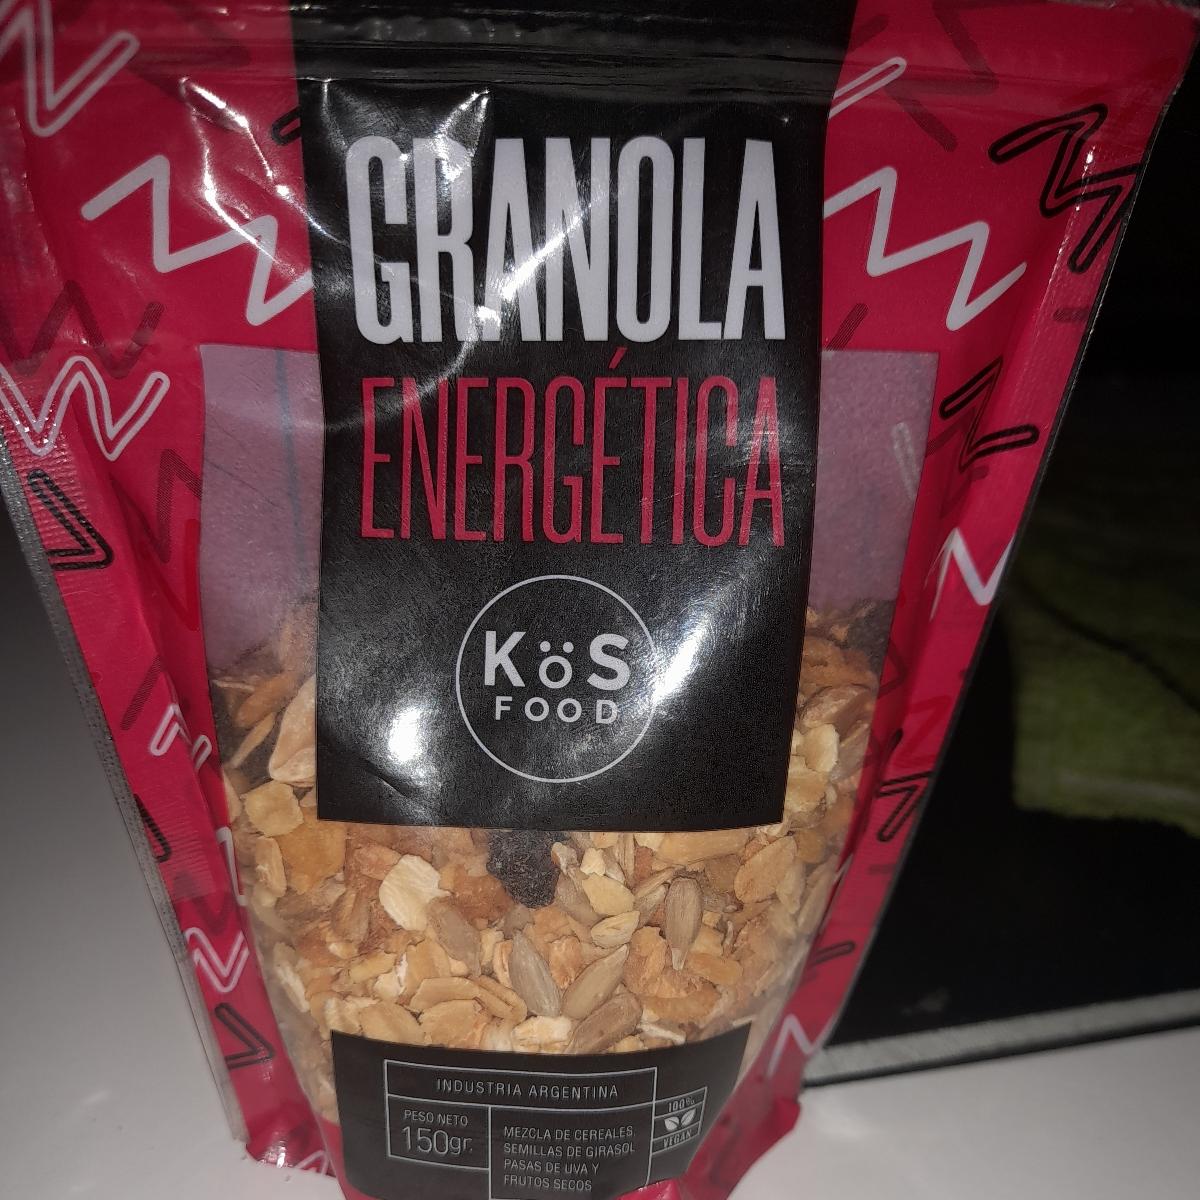 GRANOLA
ENERGÉTICA
KöS
FOOD
INDUSTRIA ARGENTINA
PESO NETO
150gr.
MEZCLA DE CEREALES,
SEMILLAS DE GIRASOL
PASAS DE UVA Y
FRUTOS SECOS
100%
VEGAN